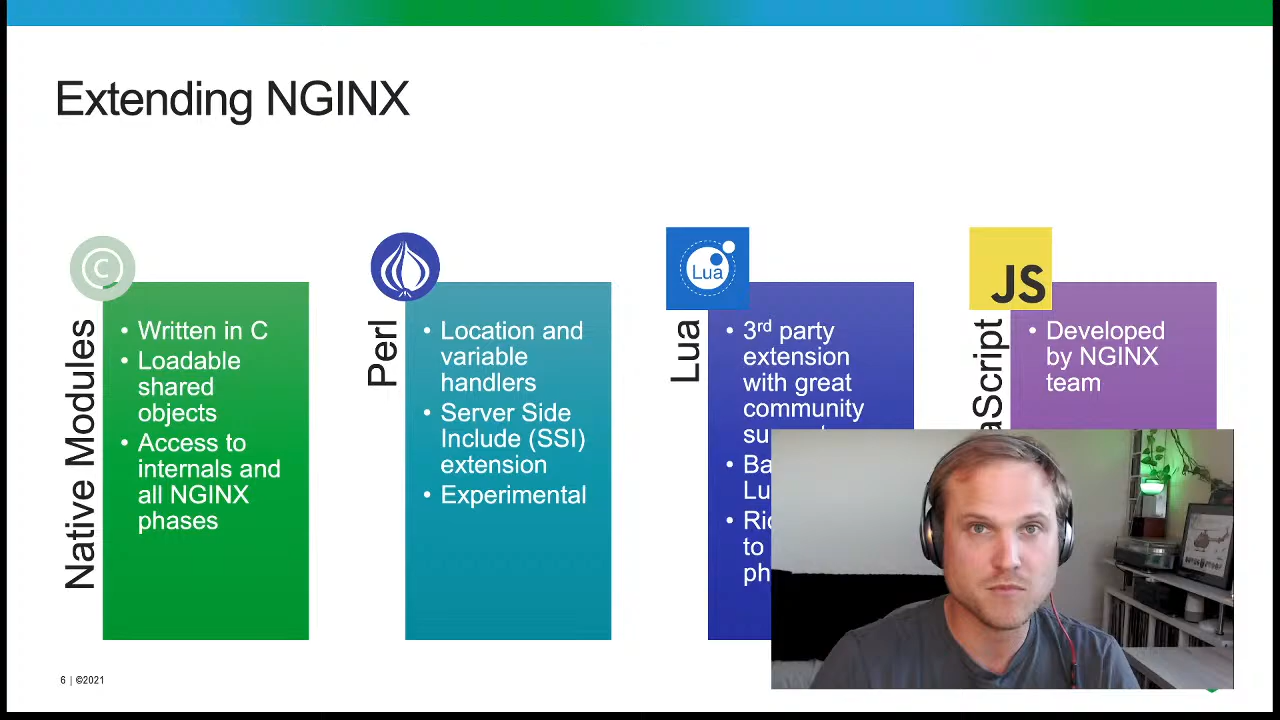 Extending NGINX
C
Native Modules
• Written in C
• Loadable
shared
objects
• Access to
internals and
all NGINX
phases
Perl
• Location and
variable
handlers
• Server Side
Include (SSI)
extension
• Experimental
Lua
Lua
• 3rd party
extension
with great
community
•
•
to
JS
• Developed
by NGINX
team
6 | ©2021